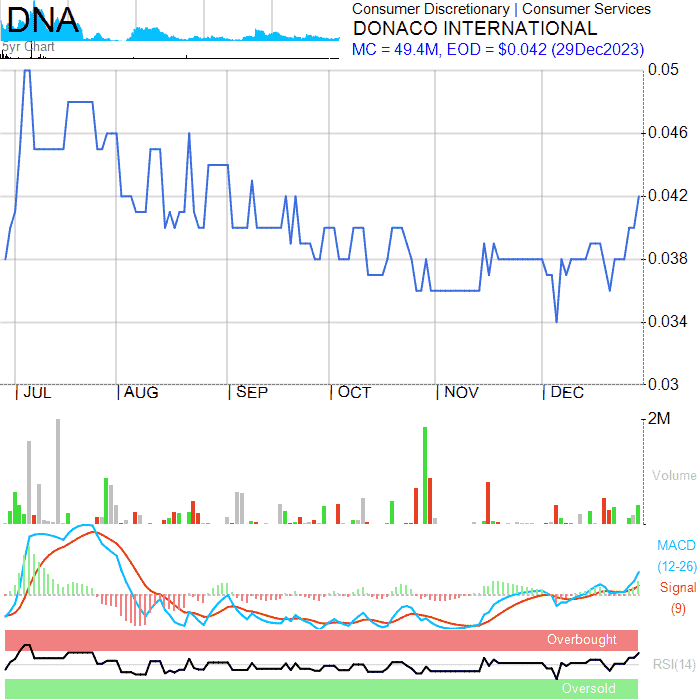 DNA
5yr Chart
Consumer Discretionary | Consumer Services
DONACO INTERNATIONAL
MC = 49.4M, EOD = $0.042 (29Dec2023)
0.05
0.046
0.042
0.038
0.034
0.03
| JUL | AUG | SEP | OCT | NOV | DEC
2M
Volume
MACD
(12-26)
Signal
(9)
Overbought
RSI(14)
Oversold